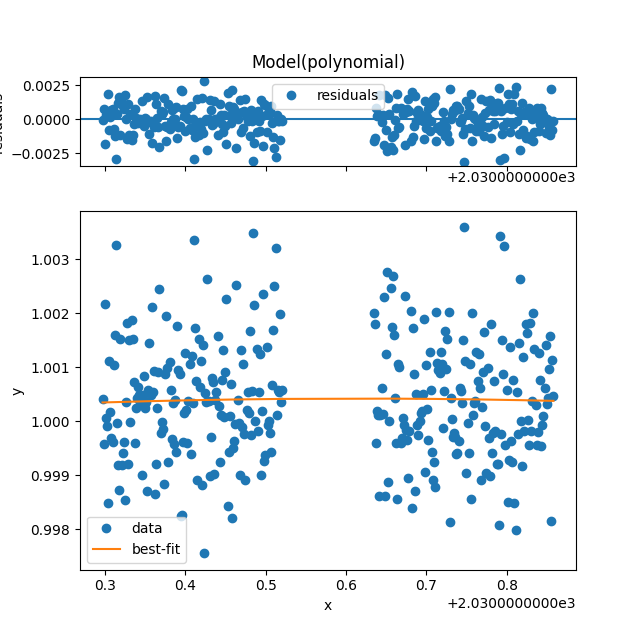 Model(polynomial)
0.0025
0.0000
−0.0025
residuals
+2.0300000000e3
1.003
1.002
1.001
1.000
0.999
0.998
y
data
best-fit
0.3 0.4 0.5 0.6 0.7 0.8
x
+2.0300000000e3